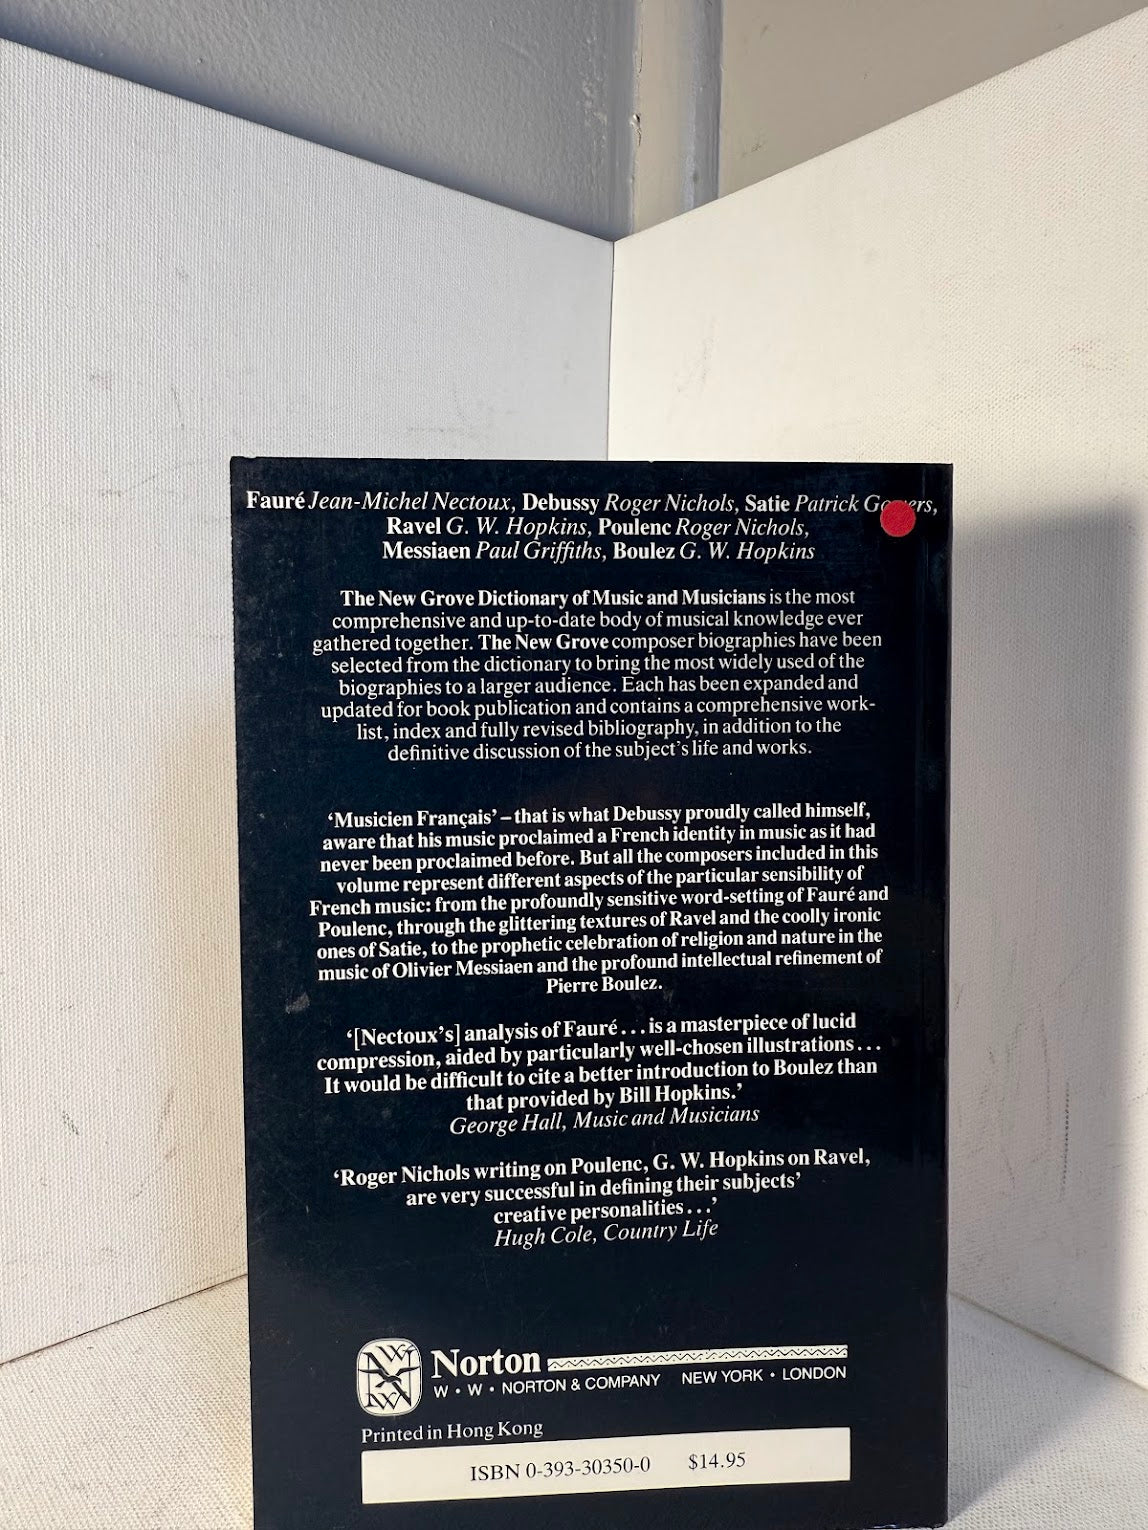 Fauré Jean-Michel Nectoux, Debussy Roger Nichols, Satie Patrick
Ravel G. W. Hopkins, Poulenc Roger Nichols,
Messiaen Paul Griffiths, Boulez G. W. Hopkins
The New Grove Dictionary of Music and Musicians is the most
comprehensive and up-to-date body of musical knowledge ever
gathered together. The New Grove composer biographies have been
selected from the dictionary to bring the most widely used of the
biographies to a larger audience. Each has been expanded and
updated for book publication and contains a comprehensive work-
list, index and fully revised bibliography, in addition to the
definitive discussion of the subject's life and works.
‘Musicien Français’ – that is what Debussy proudly called himself,
aware that his music proclaimed a French identity in music as it had
never been proclaimed before. But all the composers included in this
volume represent different aspects of the particular sensibility of
French music: from the profoundly sensitive word-setting of Fauré and
Poulenc, through the glittering textures of Ravel and the coolly ironic
ones of Satie, to the prophetic celebration of religion and nature in the
music of Olivier Messiaen and the profound intellectual refinement of
Pierre Boulez.
‘[Nectoux’s] analysis of Fauré . . . is a masterpiece of lucid
compression, aided by particularly well-chosen illustrations . . .
It would be difficult to cite a better introduction to Boulez than
that provided by Bill Hopkins.’
George Hall, Music and Musicians
‘Roger Nichols writing on Poulenc, G. W. Hopkins on Ravel,
are very successful in defining their subjects’
creative personalities . . .’
Hugh Cole, Country Life
Norton
W • W • NORTON & COMPANY NEW YORK • LONDON
Printed in Hong Kong
ISBN 0-393-30350-0 $14.95